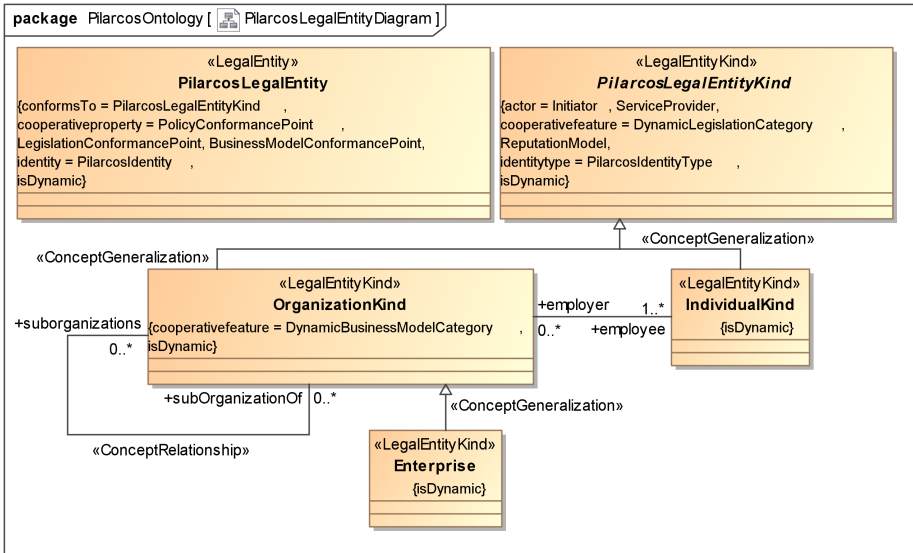 package PilarcosOntology [ PilarcosLegalEntityDiagram ]
«LegalEntity»
PilarcosLegalEntity
{conformsTo = PilarcosLegalEntityKind ,
cooperativeproperty = PolicyConformancePoint ,
LegislationConformancePoint, BusinessModelConformancePoint,
identity = PilarcosIdentity ,
isDynamic}
«LegalEntityKind»
PilarcosLegalEntityKind
{actor = Initiator , ServiceProvider,
cooperativefeature = DynamicLegislationCategory ,
ReputationModel,
identitytype = PilarcosIdentityType ,
isDynamic}
«ConceptGeneralization»
«ConceptGeneralization»
«LegalEntityKind»
OrganizationKind
{cooperativefeature = DynamicBusinessModelCategory ,
isDynamic}
+employer
0..*
1..*
+employee
«LegalEntityKind»
IndividualKind
{isDynamic}
+suborganizations
0..*
+subOrganizationOf
0..*
«ConceptRelationship»
«ConceptGeneralization»
«LegalEntityKind»
Enterprise
{isDynamic}